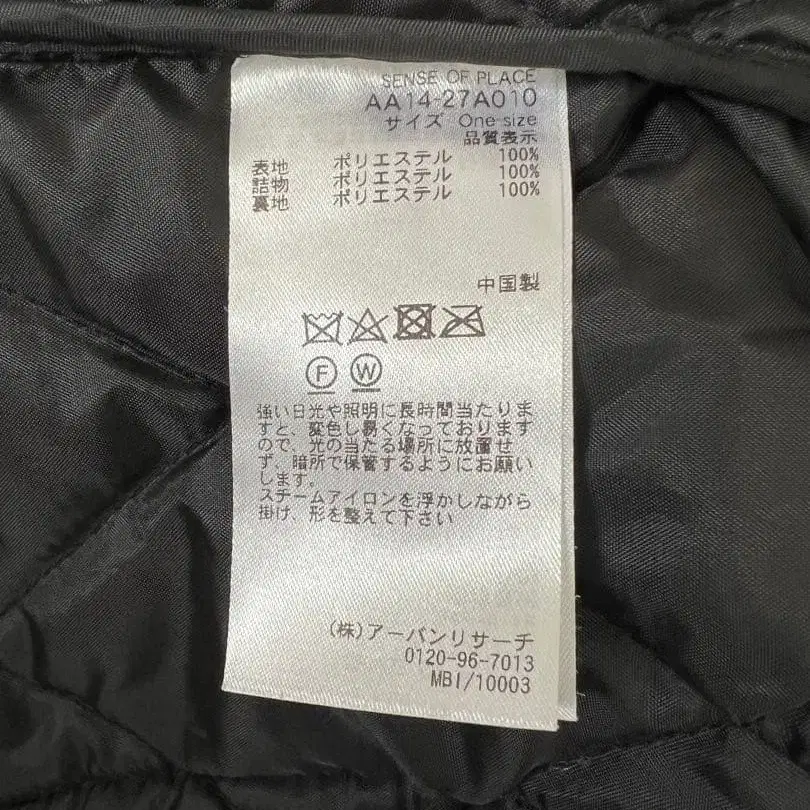 SENSE OF PLACE
AA14-27A010
サイズ One-size
品質表示
表地 ポリエステル 100%
詰物 ポリエステル 100%
裏地 ポリエステル 100%
中国製
F W
強い日光や照明に長時間当たりま
すと、変色し易くなっております
ので、光の当たる場所に放置せ
ず、暗所で保管するようにお願い
します。
スチームアイロンを浮かしながら
掛け、形を整えて下さい
(株)アーバンリサーチ
0120-96-7013
MBI/10003